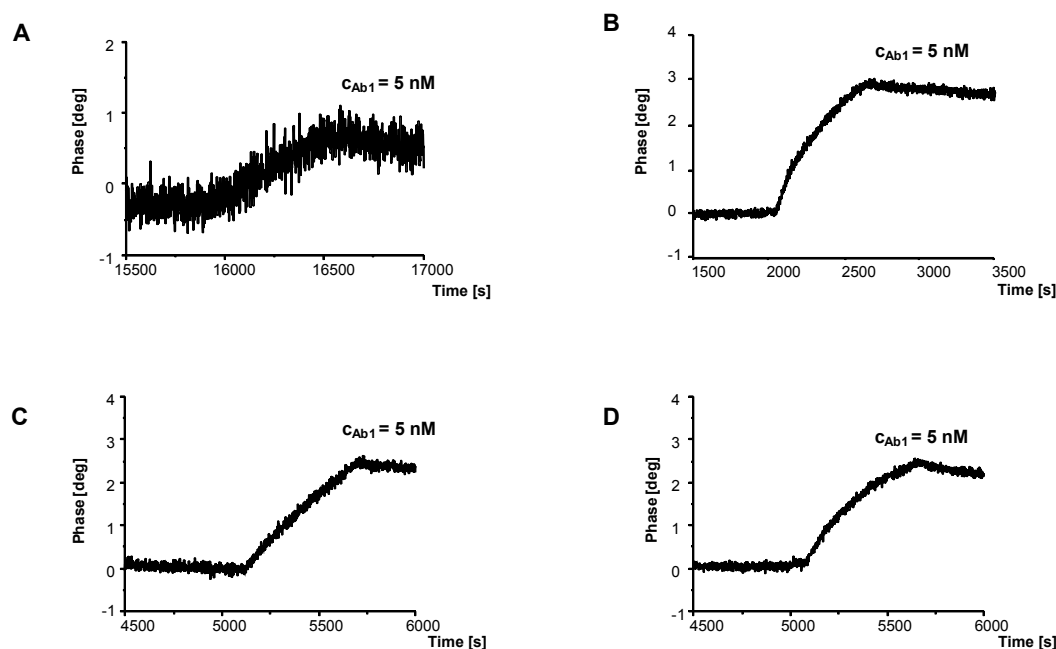 A
c_Ab1 = 5 nM
Phase [deg]
2
1
0
-1
15500 16000 16500 17000
Time [s]
B
c_Ab1 = 5 nM
Phase [deg]
4
3
2
1
0
-1
1500 2000 2500 3000 3500
Time [s]
C
c_Ab1 = 5 nM
Phase [deg]
4
3
2
1
0
-1
4500 5000 5500 6000
Time [s]
D
c_Ab1 = 5 nM
Phase [deg]
4
3
2
1
0
-1
4500 5000 5500 6000
Time [s]